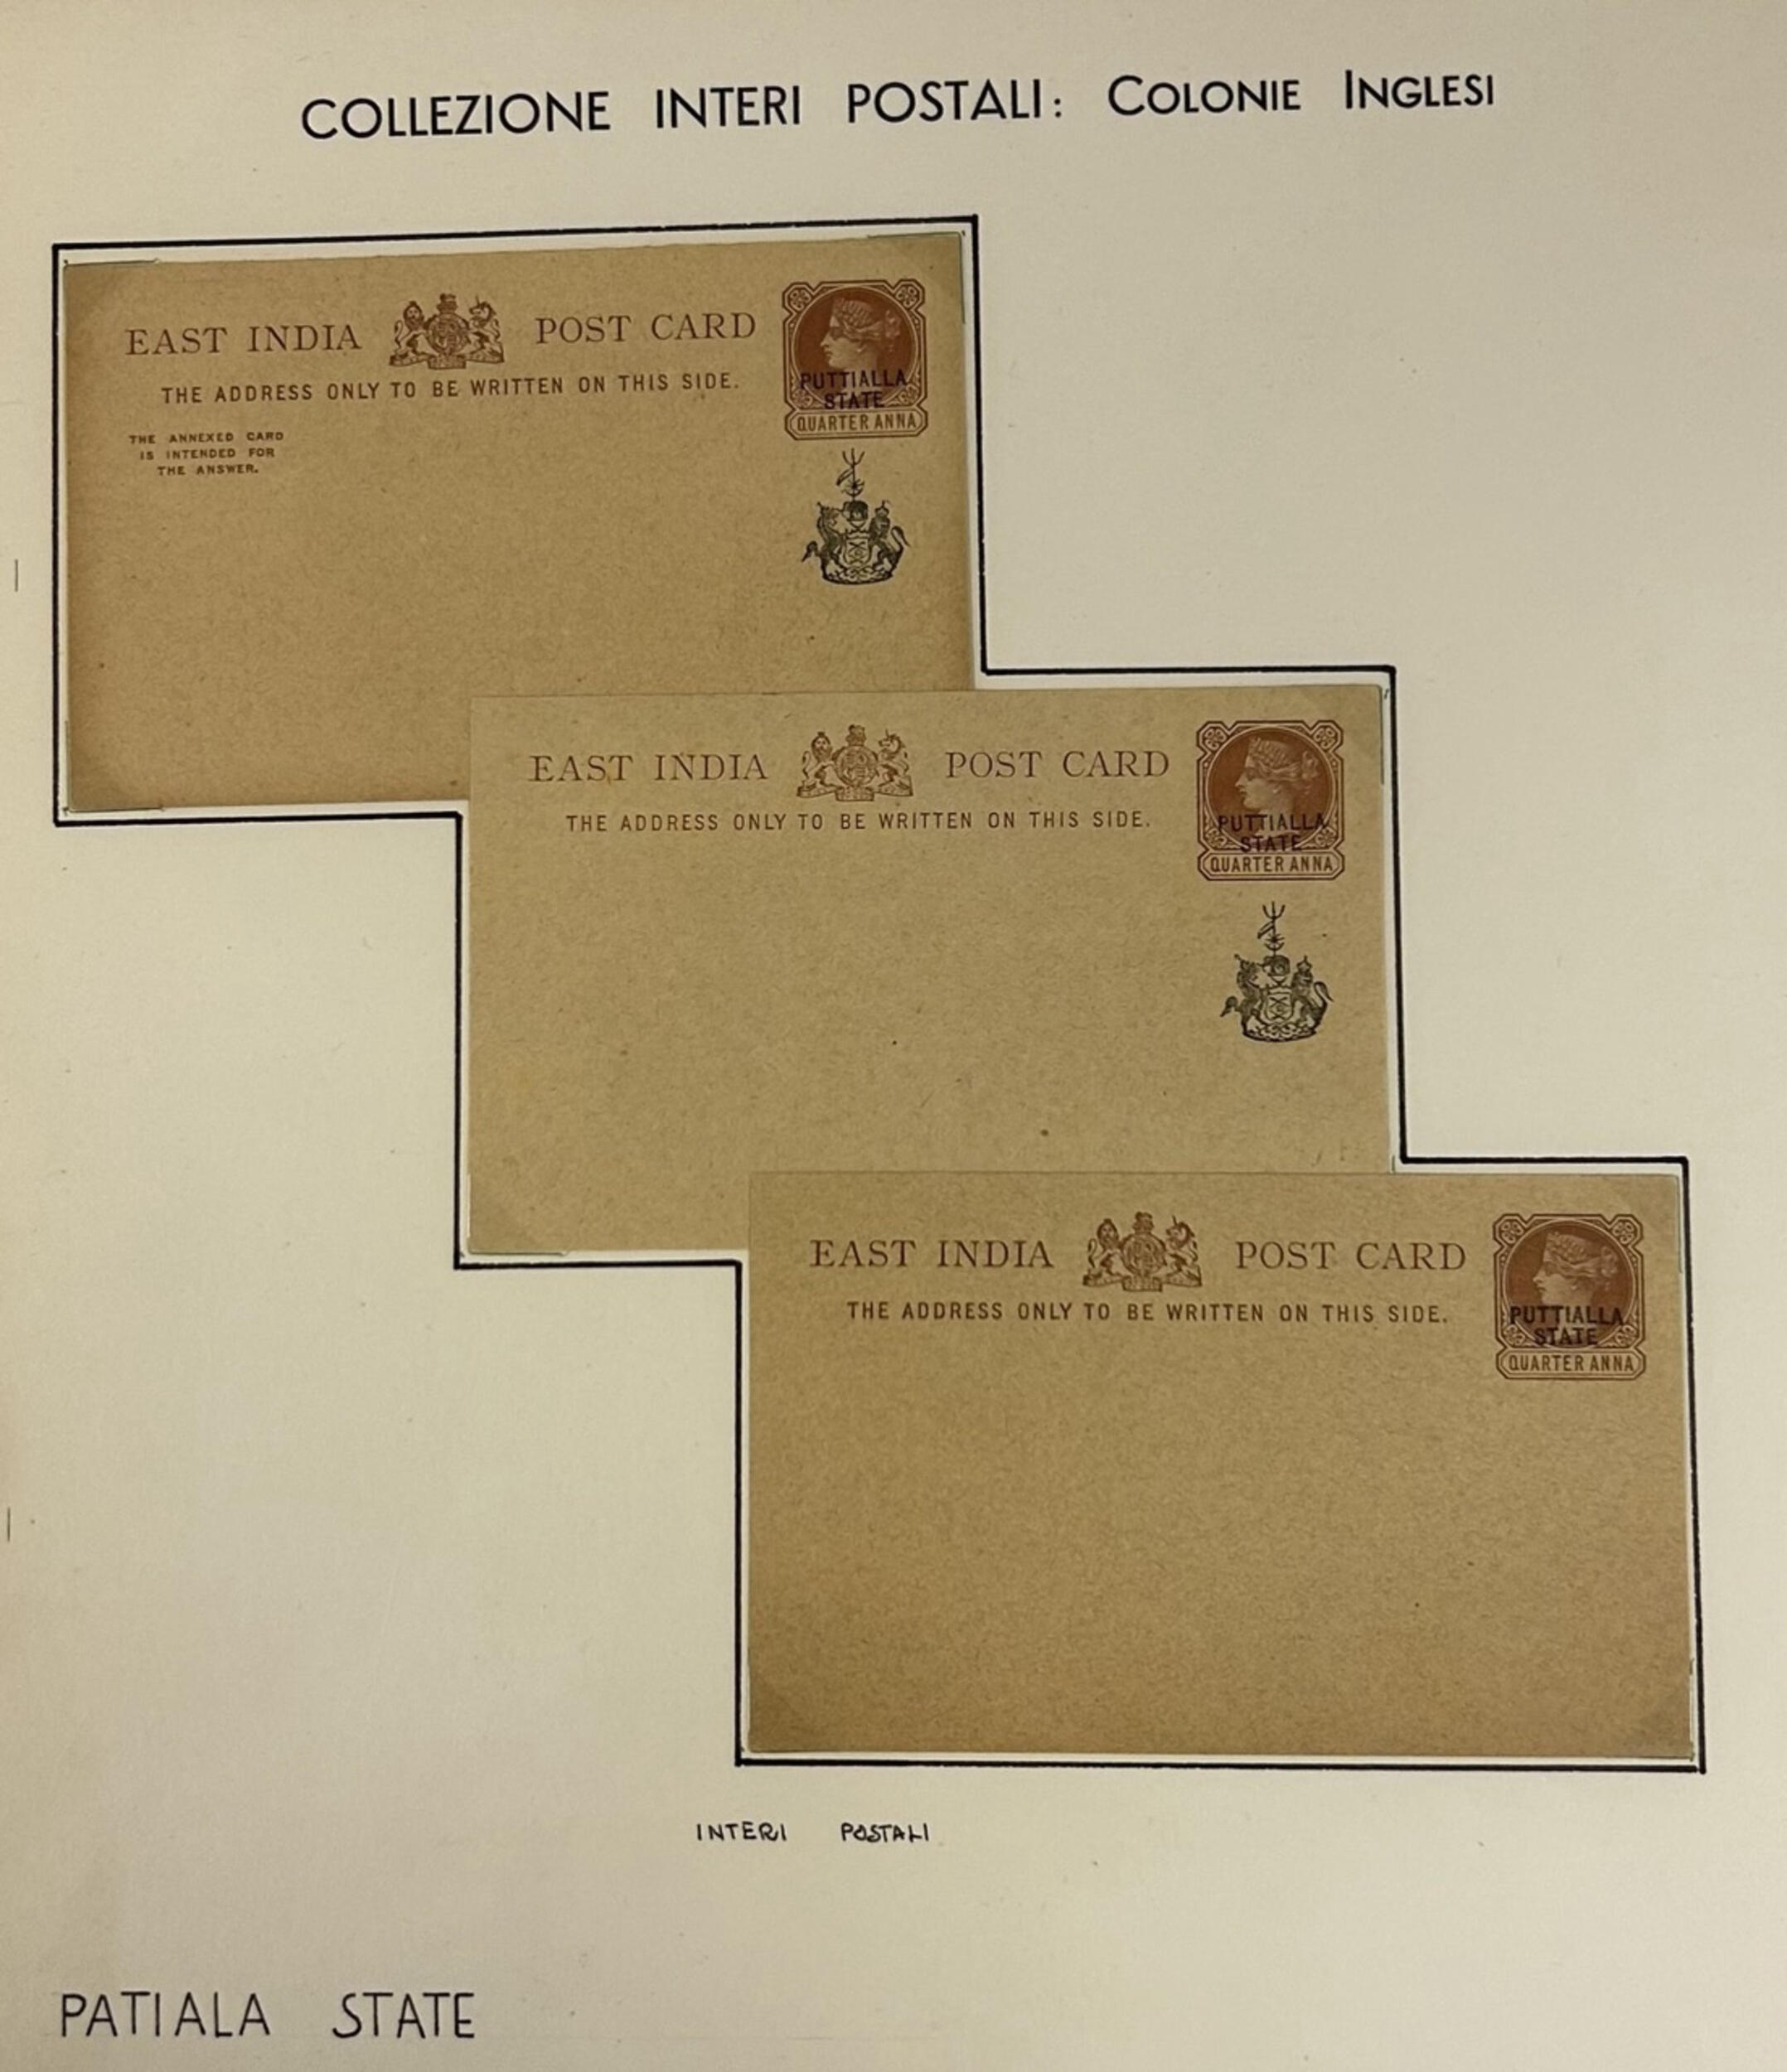 COLLEZIONE INTERI POSTALI: COLONIE INGLESI
EAST INDIA POST CARD
THE ADDRESS ONLY TO BE WRITTEN ON THIS SIDE.
THE ANNEXED CARD
IS INTENDED FOR
THE ANSWER.
PUTTIALLA
STATE
QUARTER ANNA
EAST INDIA POST CARD
THE ADDRESS ONLY TO BE WRITTEN ON THIS SIDE.
PUTTIALLA
STATE
QUARTER ANNA
EAST INDIA POST CARD
THE ADDRESS ONLY TO BE WRITTEN ON THIS SIDE.
PUTTIALLA
STATE
QUARTER ANNA
INTERI POSTALI
PATIALA STATE